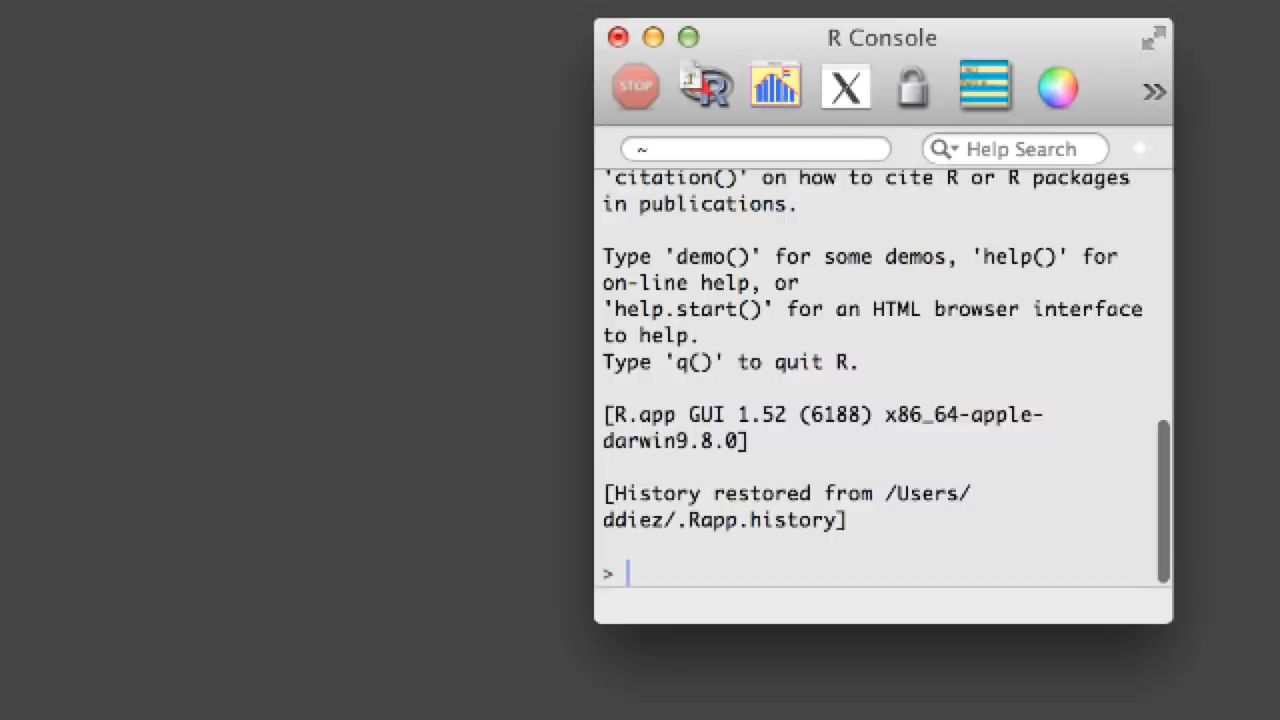 R Console
STOP
X
~
Help Search
'citation()' on how to cite R or R packages
in publications.
Type 'demo()' for some demos, 'help()' for
on-line help, or
'help.start()' for an HTML browser interface
to help.
Type 'q()' to quit R.
[R.app GUI 1.52 (6188) x86_64-apple-
darwin9.8.0]
[History restored from /Users/
ddiez/.Rapp.history]
>